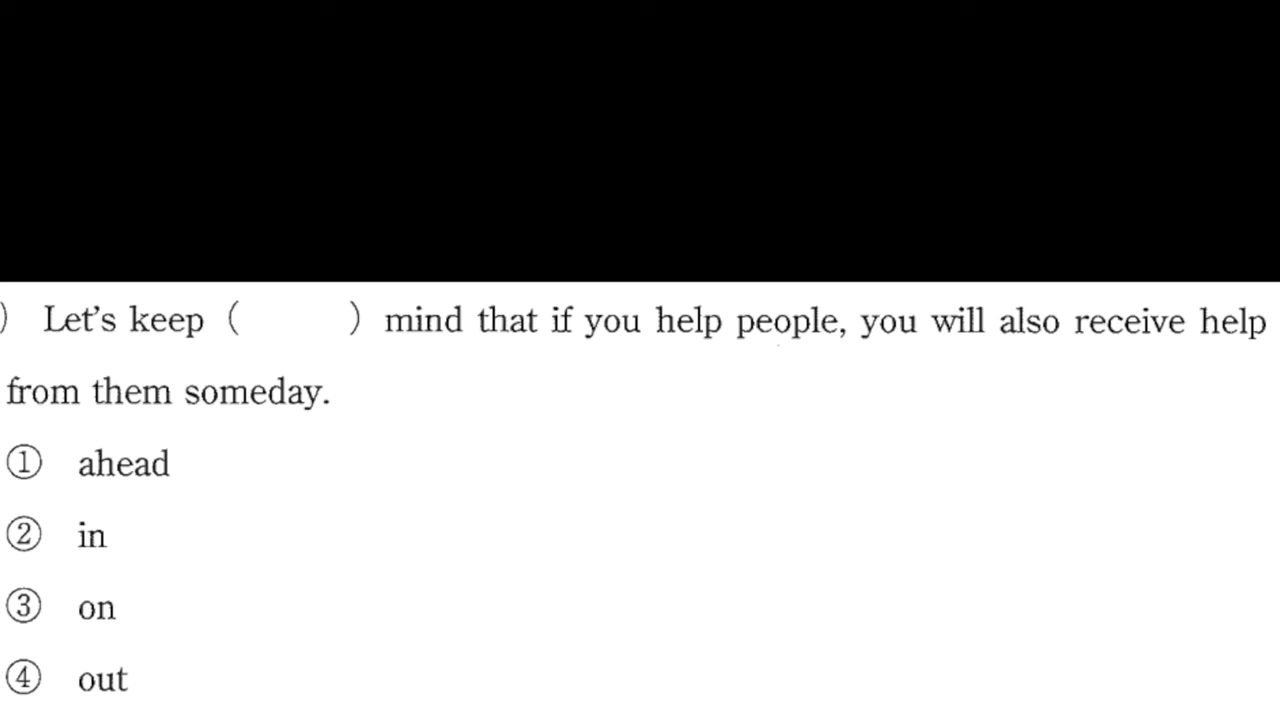 ) Let's keep (　　　) mind that if you help people, you will also receive help
from them someday.
① ahead
② in
③ on
④ out